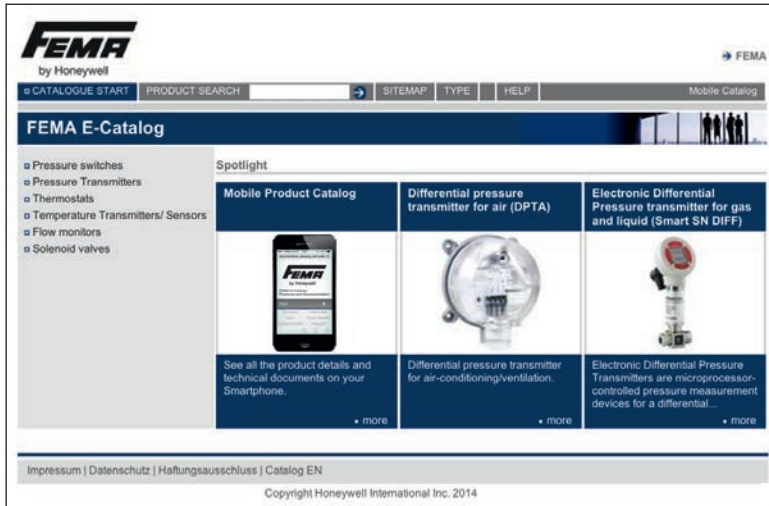 FEMA
by Honeywell
FEMA
CATALOGUE START PRODUCT SEARCH SITEMAP TYPE HELP Mobile Catalog
FEMA E-Catalog
Pressure switches
Pressure Transmitters
Thermostats
Temperature Transmitters/ Sensors
Flow monitors
Solenoid valves
Spotlight
Mobile Product Catalog
FEMA
by Honeywell
See all the product details and
technical documents on your
Smartphone.
more
Differential pressure
transmitter for air (DPTA)
Differential pressure transmitter
for air-conditioning/ventilation.
more
Electronic Differential
Pressure transmitter for gas
and liquid (Smart SN DIFF)
Electronic Differential Pressure
Transmitters are microprocessor-
controlled pressure measurement
devices for a differential...
more
Impressum | Datenschutz | Haftungsausschluss | Catalog EN
Copyright Honeywell International Inc. 2014